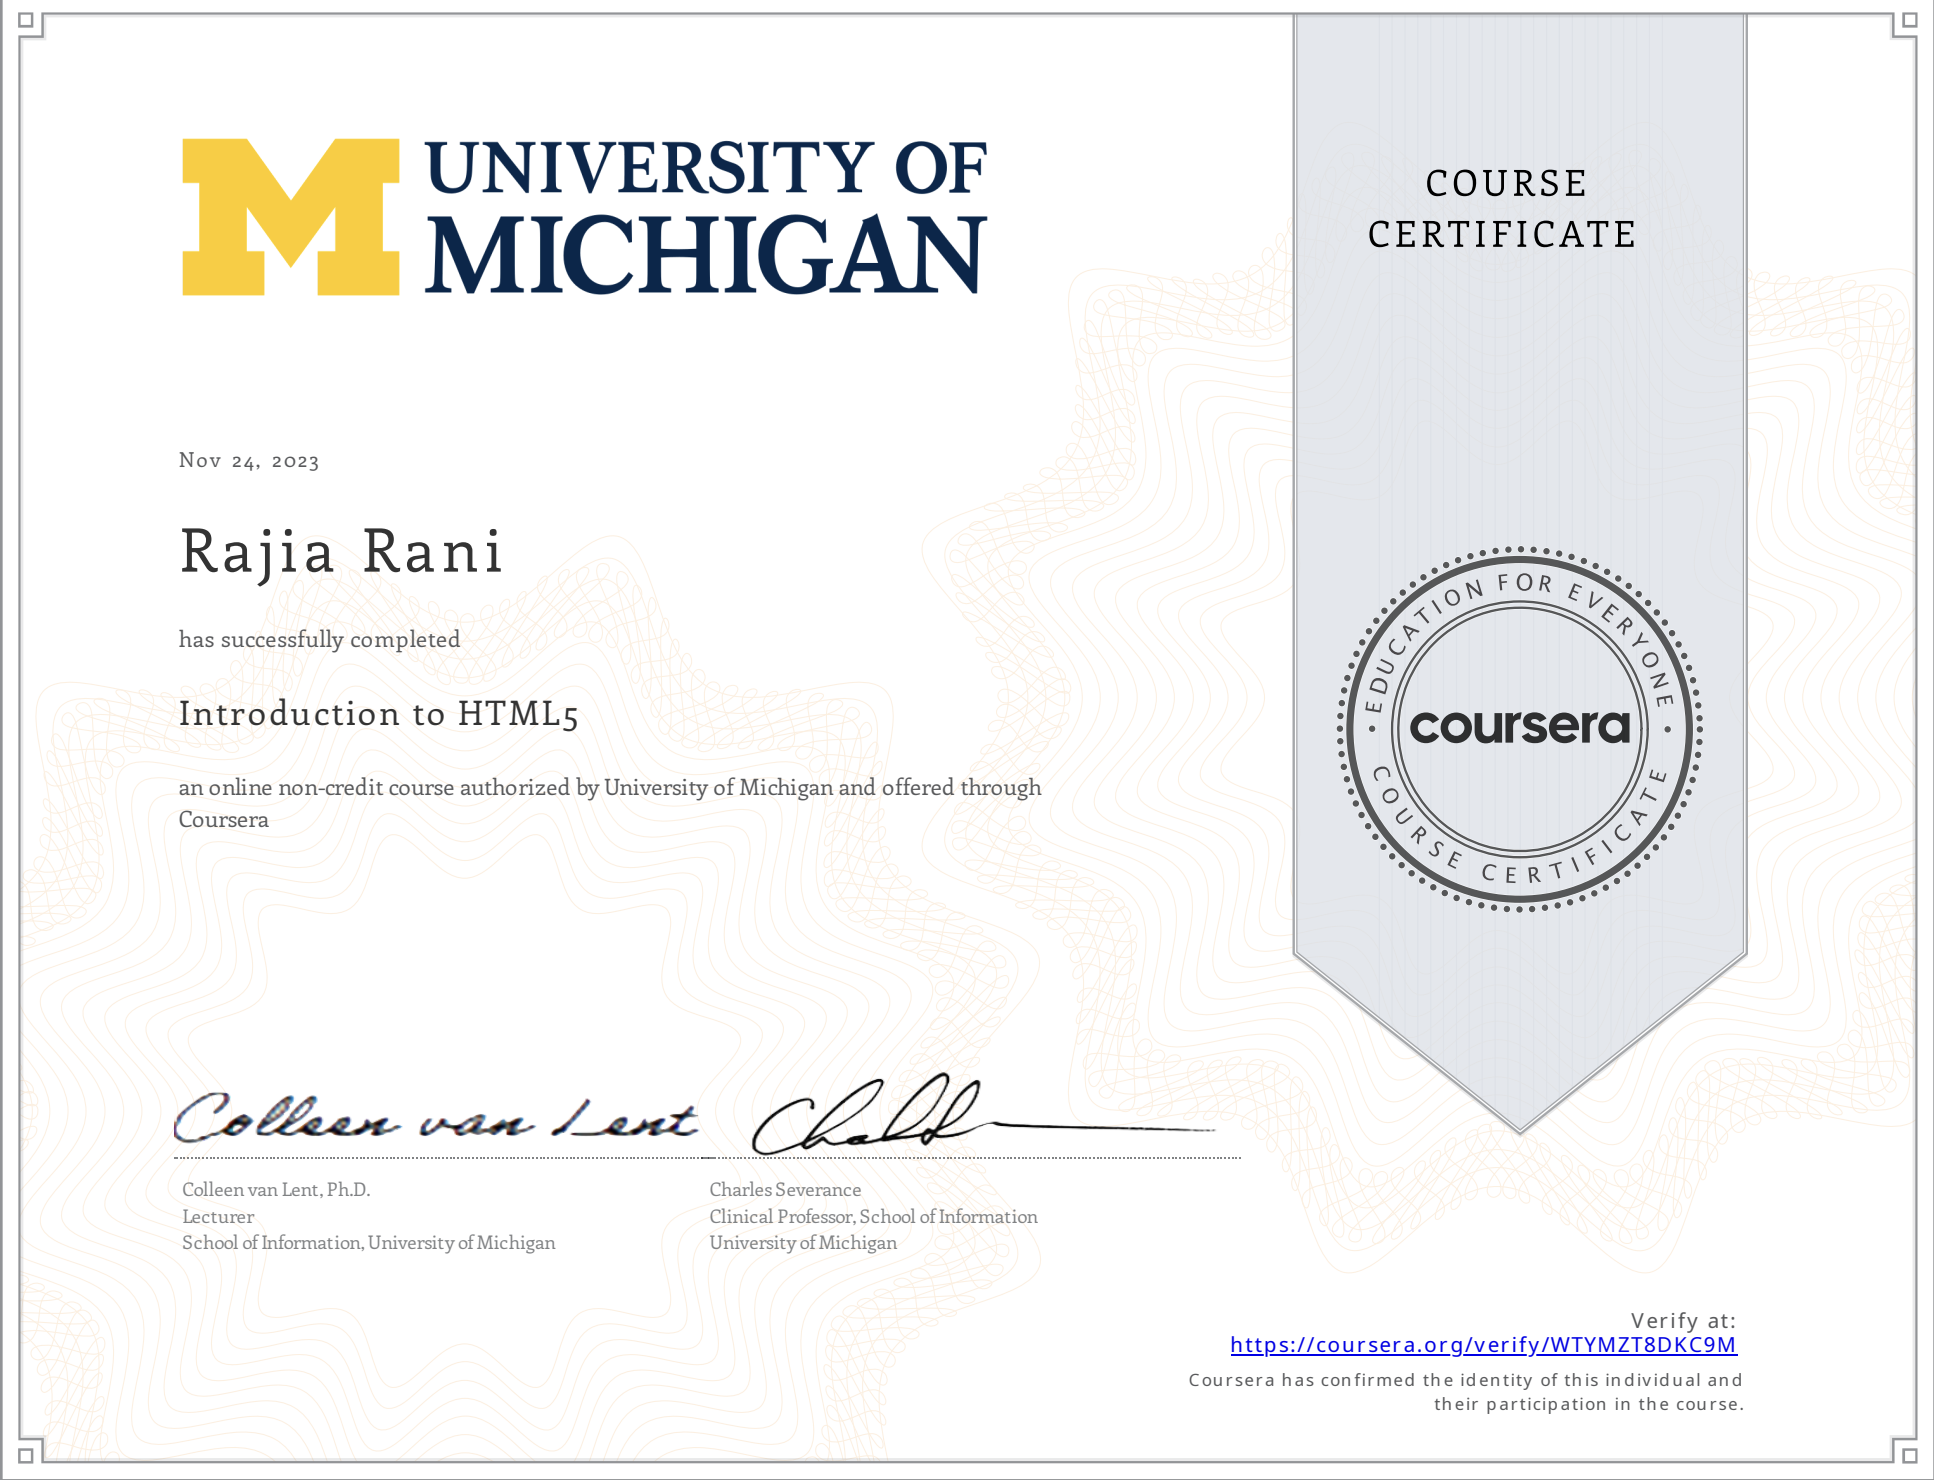 UNIVERSITY OF
MICHIGAN
COURSE
CERTIFICATE
Nov 24, 2023
Rajia Rani
has successfully completed
Introduction to HTML5
an online non-credit course authorized by University of Michigan and offered through
Coursera
EDUCATION FOR EVERYONE
coursera
COURSE CERTIFICATE
Colleen van Lent
Colleen van Lent, Ph.D.
Lecturer
School of Information, University of Michigan
Charles Severance
Clinical Professor, School of Information
University of Michigan
Verify at:
https://coursera.org/verify/WTYMZT8DKC9M
Coursera has confirmed the identity of this individual and
their participation in the course.